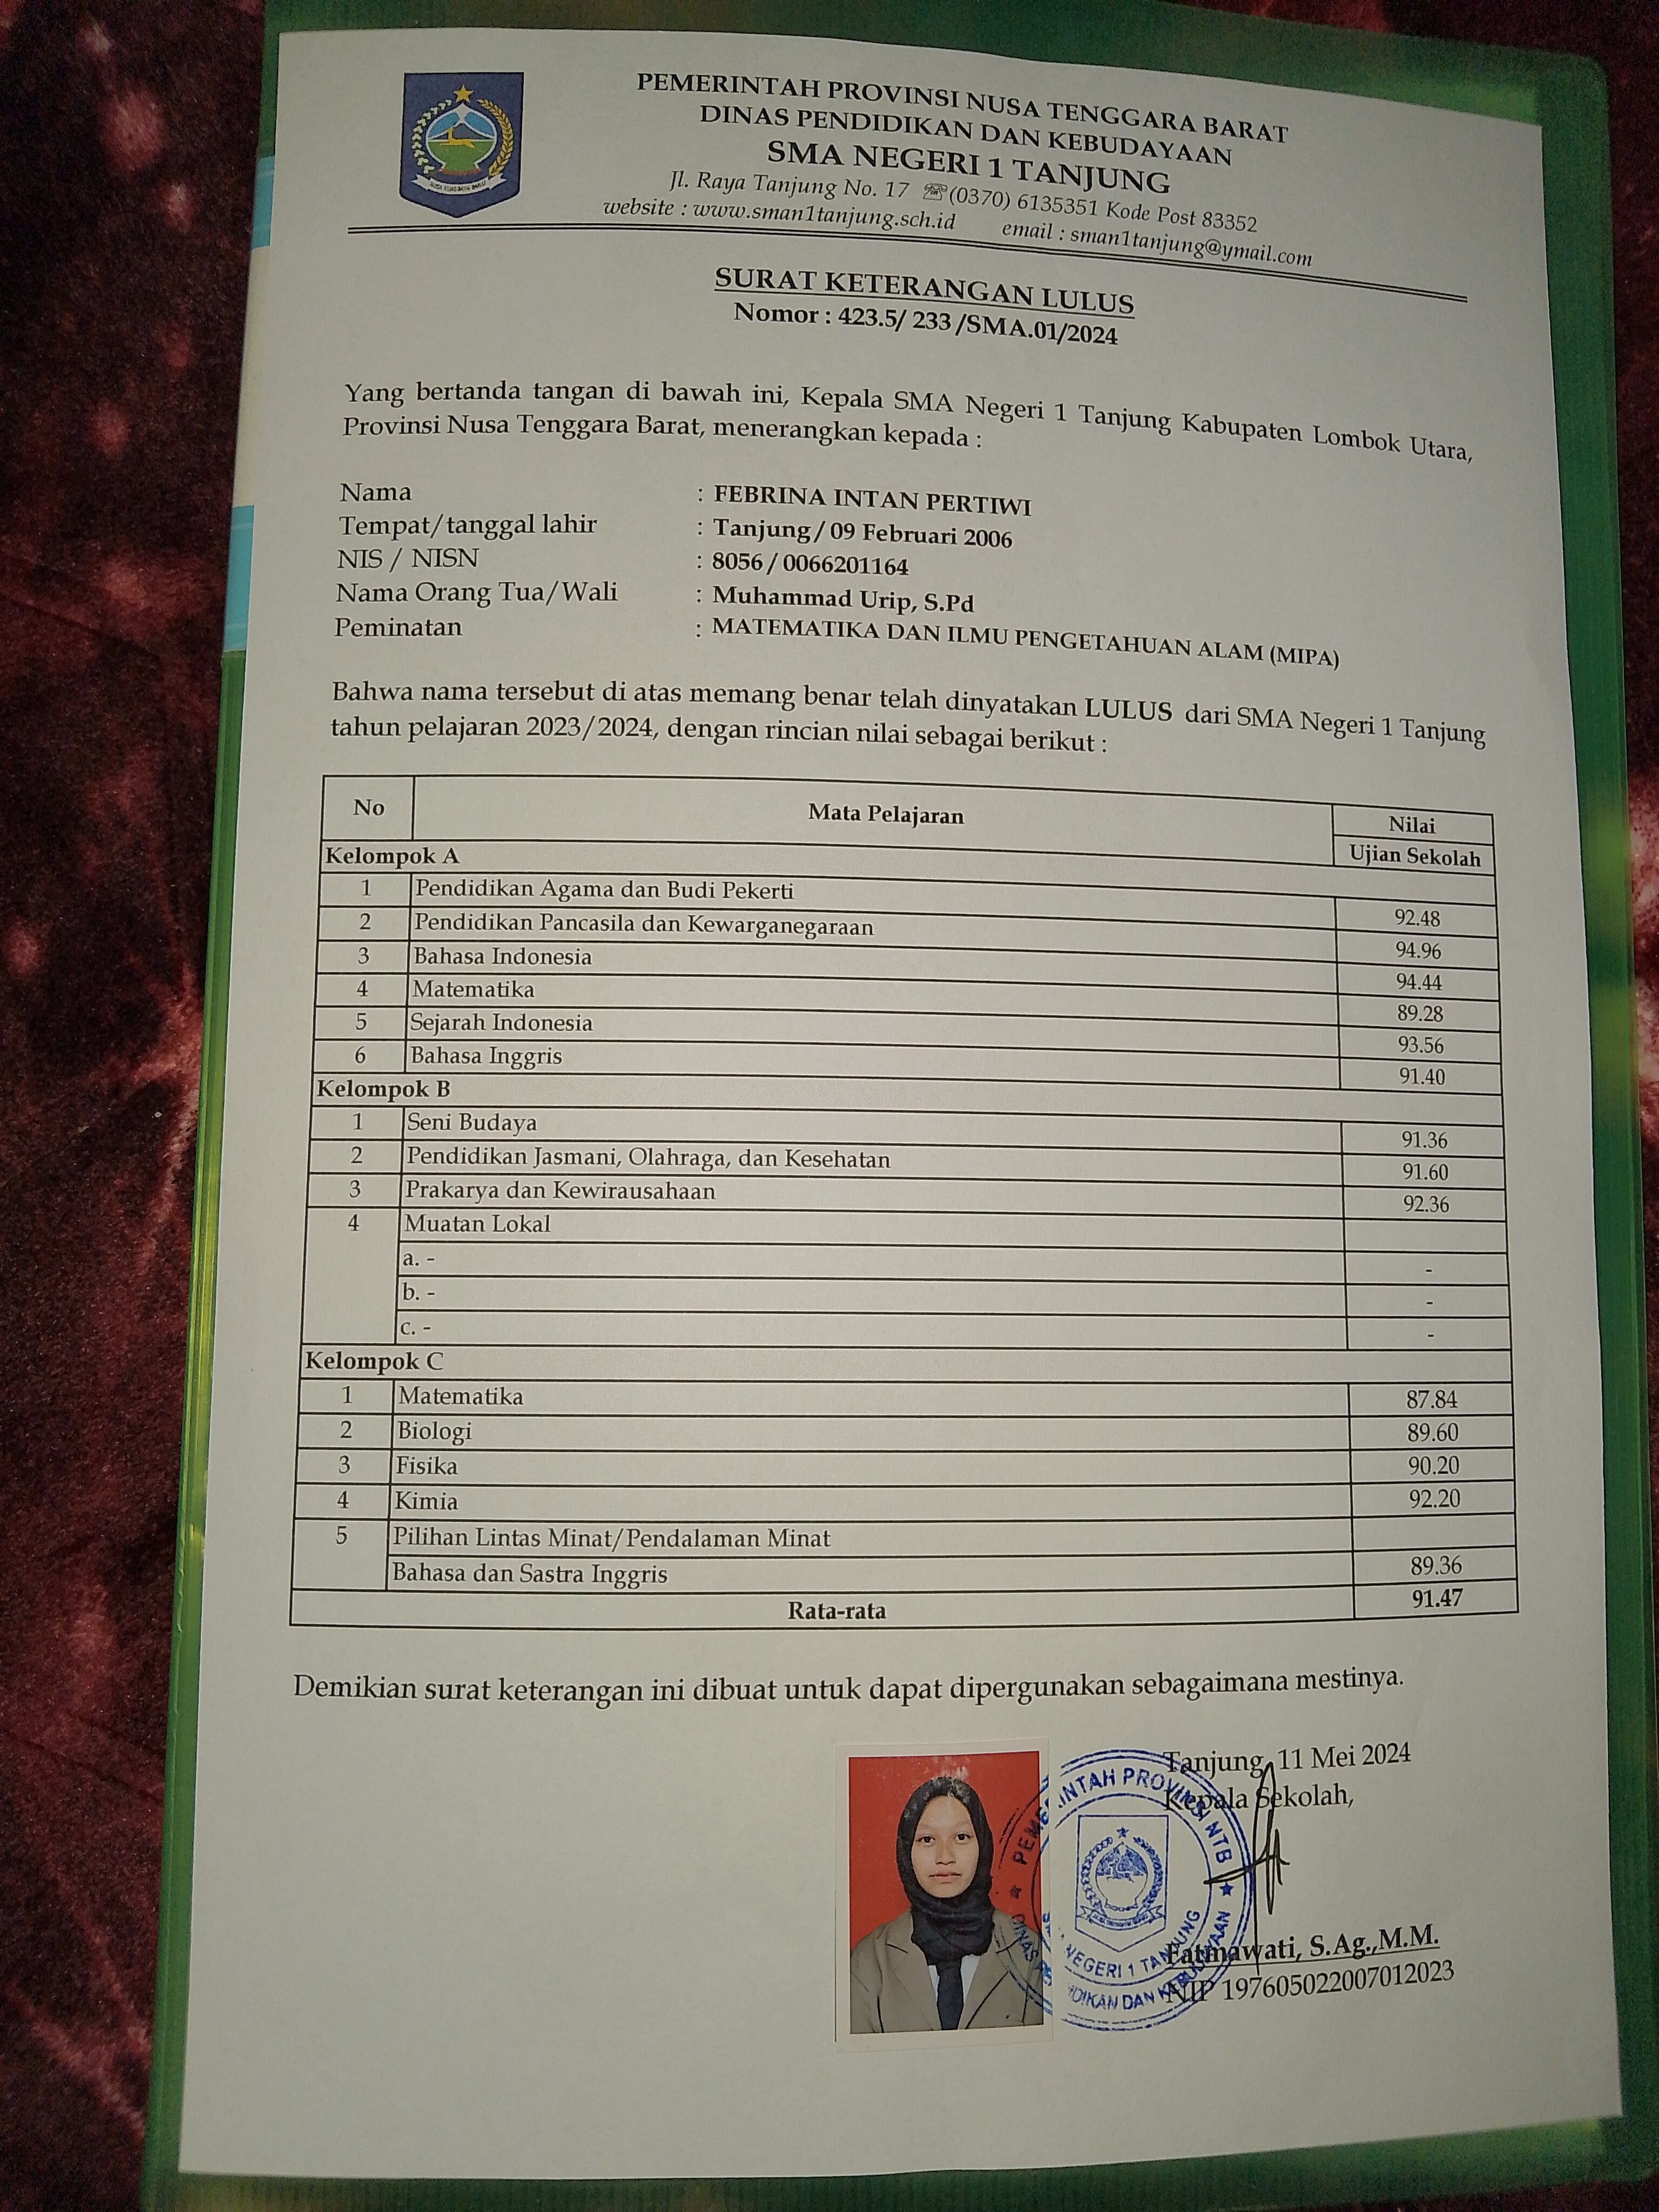 PEMERINTAH PROVINSI NUSA TENGGARA BARAT
DINAS PENDIDIKAN DAN KEBUDAYAAN
SMA NEGERI 1 TANJUNG
Jl. Raya Tanjung No. 17 ☏(0370) 6135351 Kode Post 83352
website : www.sman1tanjung.sch.id email : sman1tanjung@ymail.com
SURAT KETERANGAN LULUS
Nomor : 423.5/ 233 /SMA.01/2024
Yang bertanda tangan di bawah ini, Kepala SMA Negeri 1 Tanjung Kabupaten Lombok Utara,
Provinsi Nusa Tenggara Barat, menerangkan kepada :
Nama : FEBRINA INTAN PERTIWI
Tempat/tanggal lahir : Tanjung / 09 Februari 2006
NIS / NISN : 8056 / 0066201164
Nama Orang Tua/Wali : Muhammad Urip, S.Pd
Peminatan : MATEMATIKA DAN ILMU PENGETAHUAN ALAM (MIPA)
Bahwa nama tersebut di atas memang benar telah dinyatakan LULUS dari SMA Negeri 1 Tanjung
tahun pelajaran 2023/2024, dengan rincian nilai sebagai berikut :
No Mata Pelajaran Nilai
Ujian Sekolah
Kelompok A
1 Pendidikan Agama dan Budi Pekerti 92.48
2 Pendidikan Pancasila dan Kewarganegaraan 94.96
3 Bahasa Indonesia 94.44
4 Matematika 89.28
5 Sejarah Indonesia 93.56
6 Bahasa Inggris 91.40
Kelompok B
1 Seni Budaya 91.36
2 Pendidikan Jasmani, Olahraga, dan Kesehatan 91.60
3 Prakarya dan Kewirausahaan 92.36
4 Muatan Lokal
a. - -
b. - -
c. - -
Kelompok C
1 Matematika 87.84
2 Biologi 89.60
3 Fisika 90.20
4 Kimia 92.20
5 Pilihan Lintas Minat/Pendalaman Minat
Bahasa dan Sastra Inggris 89.36
Rata-rata 91.47
Demikian surat keterangan ini dibuat untuk dapat dipergunakan sebagaimana mestinya.
Tanjung, 11 Mei 2024
Kepala Sekolah,
PEMERINTAH PROVINSI NTB
NEGERI 1 TANJUNG
DIKAN DAN KEBUDAYAAN
Fatmawati, S.Ag.,M.M.
NIP 197605022007012023